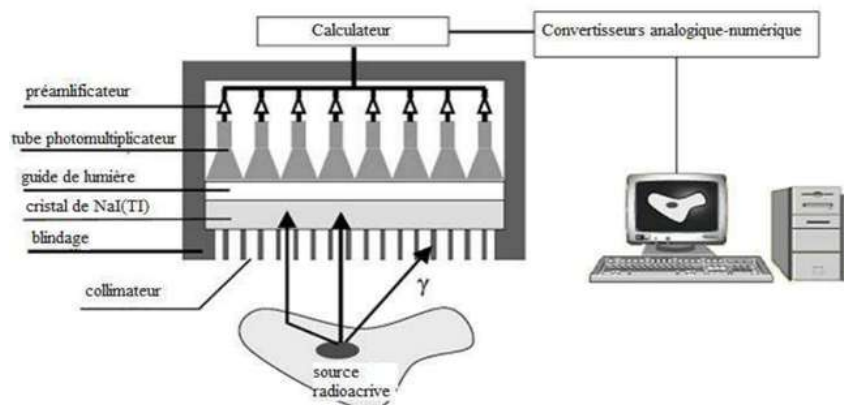 Calculateur
Convertisseurs analogique-numérique
préamlificateur
tube photomultiplicateur
guide de lumière
cristal de NaI(TI)
blindage
collimateur
γ
source
radioacrive